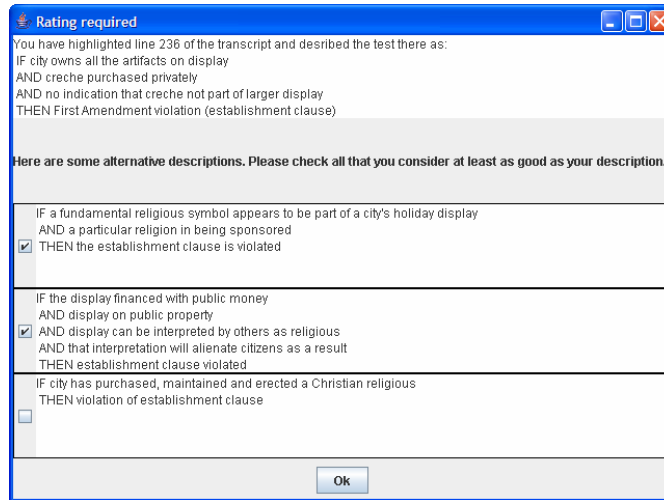 Rating required
You have highlighted line 236 of the transcript and desribed the test there as:
IF city owns all the artifacts on display
AND creche purchased privately
AND no indication that creche not part of larger display
THEN First Amendment violation (establishment clause)
Here are some alternative descriptions. Please check all that you consider at least as good as your description.
IF a fundamental religious symbol appears to be part of a city's holiday display
AND a particular religion in being sponsored
THEN the establishment clause is violated
IF the display financed with public money
AND display on public property
AND display can be interpreted by others as religious
AND that interpretation will alienate citizens as a result
THEN establishment clause violated
IF city has purchased, maintained and erected a Christian religious
THEN violation of establishment clause
Ok